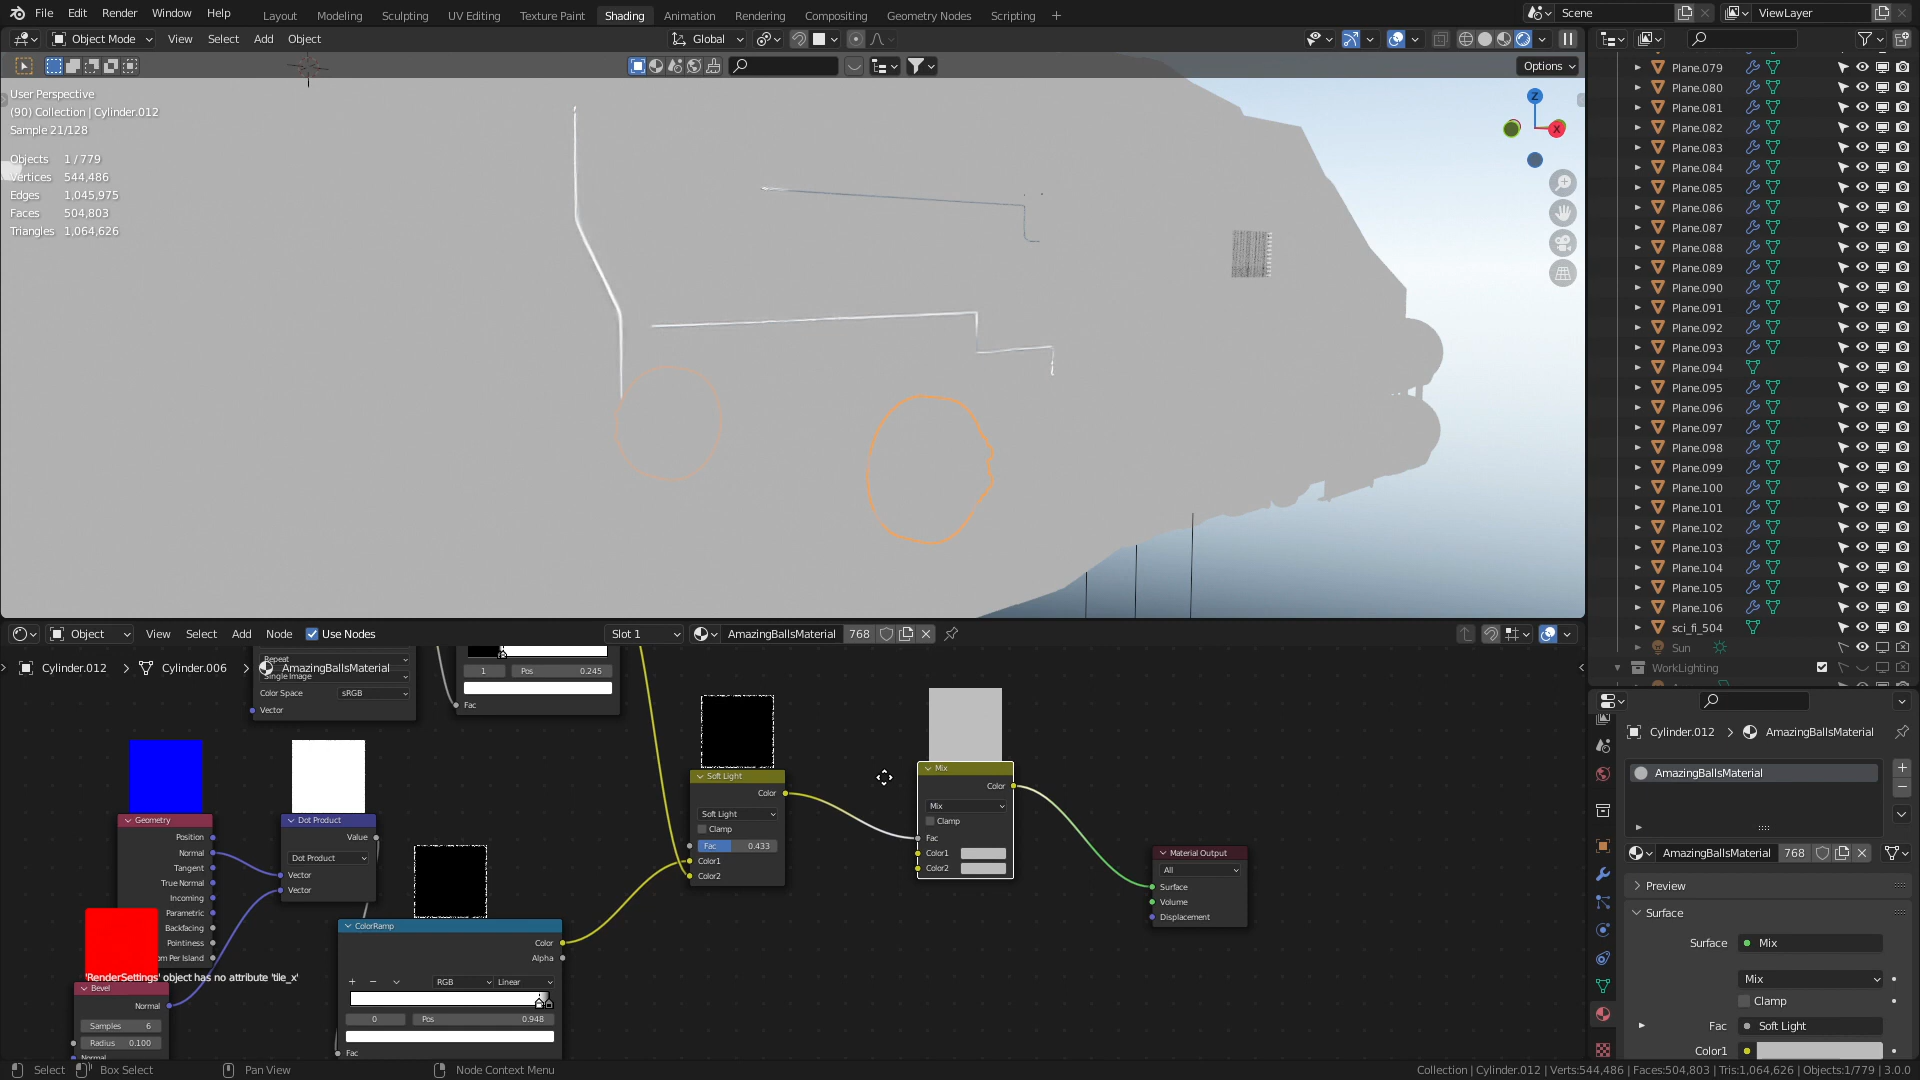 File Edit Render Window Help Layout Modeling Sculpting UV Editing Texture Paint Shading Animation Rendering Compositing Geometry Nodes Scripting + Scene ViewLayer
Object Mode View Select Add Object Global
Options
User Perspective
(90) Collection | Cylinder.012
Sample 21/128
Objects 1 / 779
Vertices 544,486
Edges 1,045,975
Faces 504,803
Triangles 1,064,626
Z
X
Plane.079
Plane.080
Plane.081
Plane.082
Plane.083
Plane.084
Plane.085
Plane.086
Plane.087
Plane.088
Plane.089
Plane.090
Plane.091
Plane.092
Plane.093
Plane.094
Plane.095
Plane.096
Plane.097
Plane.098
Plane.099
Plane.100
Plane.101
Plane.102
Plane.103
Plane.104
Plane.105
Plane.106
sci_fi_504
Sun
WorkLighting
Object View Select Add Node Use Nodes Slot 1 AmazingBallsMaterial 768
Cylinder.012 Cylinder.006 AmazingBallsMaterial
Repeat
Single Image
Color Space sRGB
Vector
1 Pos 0.245
Fac
Geometry
Position
Normal
Tangent
True Normal
Incoming
Parametric
Backfacing
Pointiness
om Per Island
Dot Product
Value
Dot Product
Vector
Vector
'RenderSettings' object has no attribute 'tile_x'
Bevel
Normal
Samples 6
Radius 0.100
Normal
ColorRamp
Color
Alpha
+ − RGB Linear
0 Pos 0.948
Fac
Soft Light
Color
Soft Light
Clamp
Fac 0.433
Color1
Color2
Mix
Color
Mix
Clamp
Fac
Color1
Color2
Material Output
All
Surface
Volume
Displacement
Cylinder.012 AmazingBallsMaterial
AmazingBallsMaterial
AmazingBallsMaterial 768
Preview
Surface
Surface Mix
Mix
Clamp
Fac Soft Light
Color1
Select Box Select Pan View Node Context Menu Collection | Cylinder.012 | Verts:544,486 | Faces:504,803 | Tris:1,064,626 | Objects:1/779 | 3.0.0